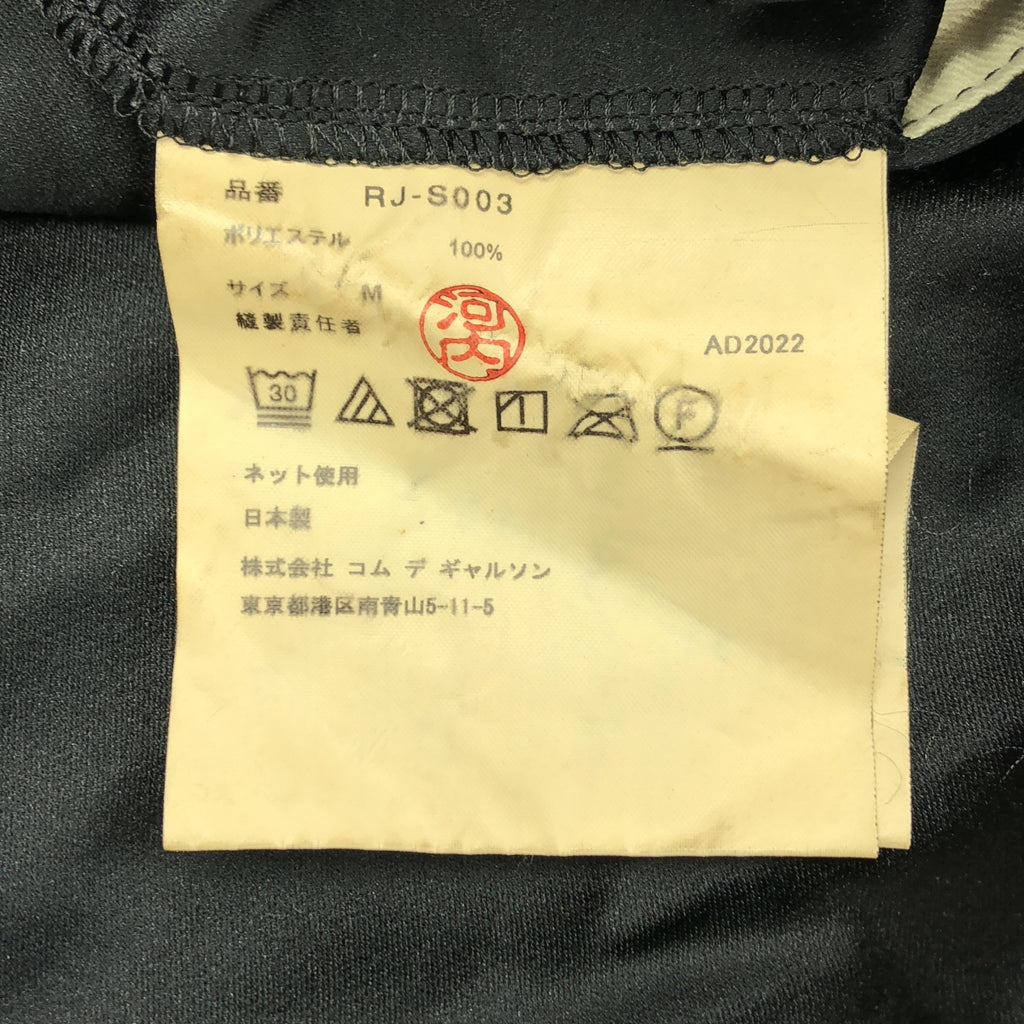 品番 RJ-S003
ポリエステル 100%
サイズ M
縫製責任者 河内
AD2022
30
F
ネット使用
日本製
株式会社 コム デ ギャルソン
東京都港区南青山5-11-5